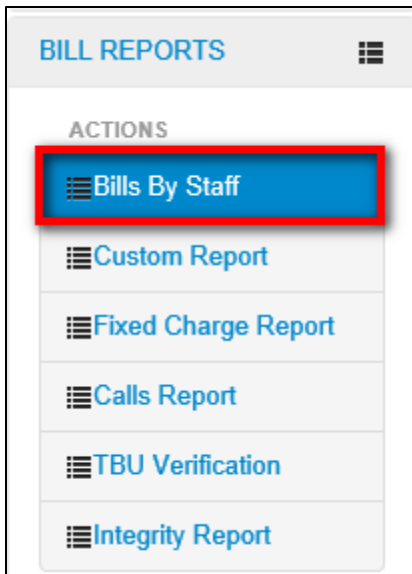 BILL REPORTS
ACTIONS
Bills By Staff
Custom Report
Fixed Charge Report
Calls Report
TBU Verification
Integrity Report